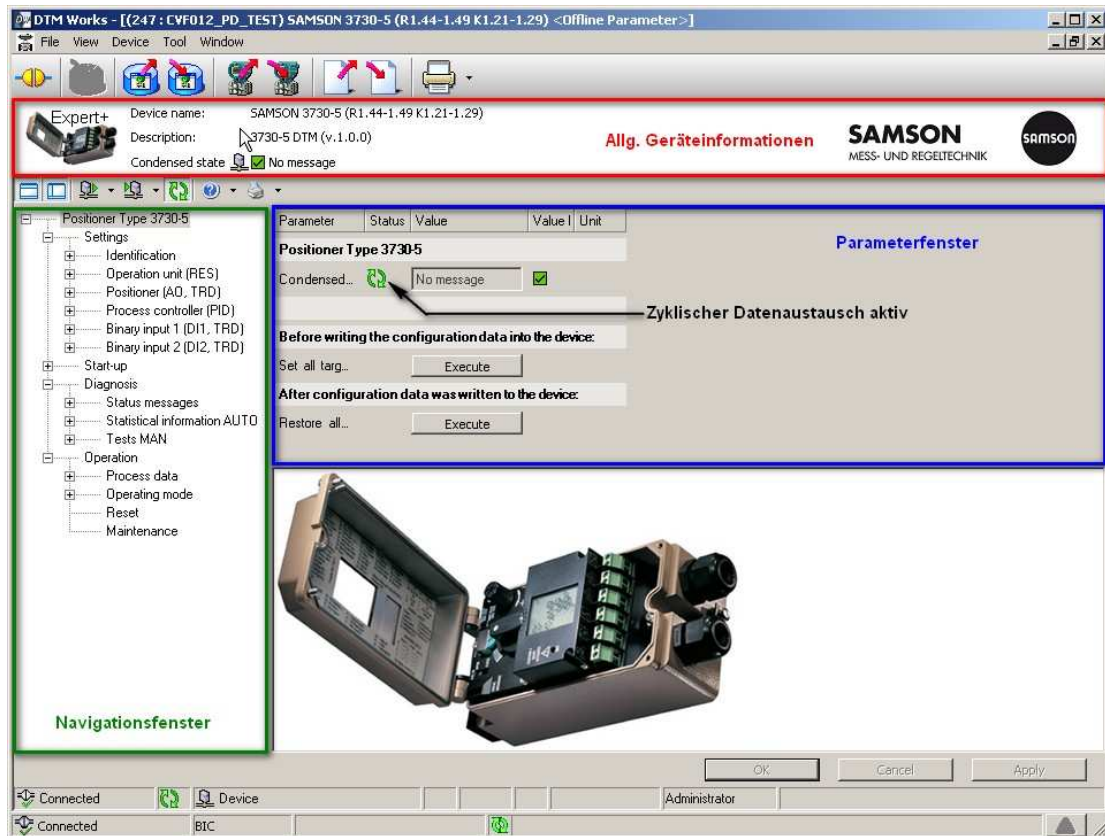 DTM Works - [(247 : CVF012_PD_TEST) SAMSON 3730-5 (R1.44-1.49 K1.21-1.29) <Offline Parameter>]
File View Device Tool Window
Expert+
Device name: SAMSON 3730-5 (R1.44-1.49 K1.21-1.29)
Description: 3730-5 DTM (v.1.0.0)
Condensed state No message
Allg. Geräteinformationen
SAMSON
MESS- UND REGELTECHNIK
samson
Positioner Type 3730-5
Settings
Identification
Operation unit (RES)
Positioner (AO, TRD)
Process controller (PID)
Binary input 1 (DI1, TRD)
Binary input 2 (DI2, TRD)
Start-up
Diagnosis
Status messages
Statistical information AUTO
Tests MAN
Operation
Process data
Operating mode
Reset
Maintenance
Navigationsfenster
Parameter Status Value Value I Unit
Parameterfenster
Positioner Type 3730-5
Condensed... No message
Zyklischer Datenaustausch aktiv
Before writing the configuration data into the device:
Set all targ... Execute
After configuration data was written to the device:
Restore all... Execute
OK Cancel Apply
Connected Device Administrator
Connected BIC